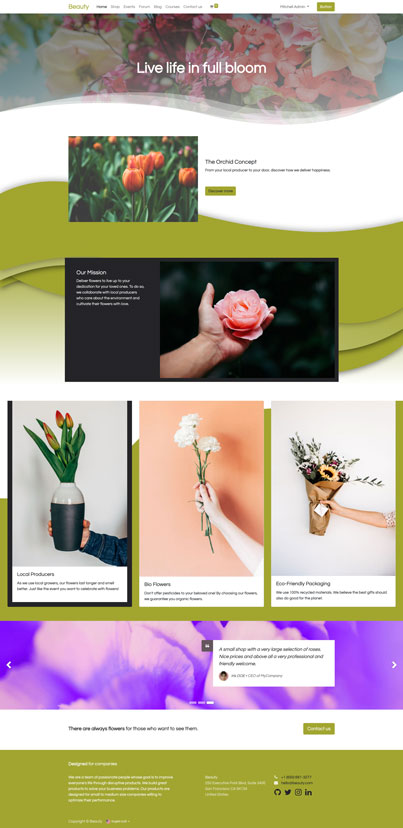 Beauty Home Shop Events Forum Blog Courses Contact us Mitchell Admin
Live life in full bloom
The Orchid Concept
From your local producer to your door, discover how we deliver happiness.
Discover more
Our Mission
Deliver flowers to live up to your
dedication for your loved ones. To do so,
we collaborate with local producers
who care about the environment and
cultivate their flowers with love.
Local Producers
As we use local growers, our flowers last longer and smell
better. Just like the event you want to celebrate with flowers!
Bio Flowers
Don't offer pesticides to your beloved one! By choosing our flowers,
we guarantee you organic flowers.
Eco-Friendly Packaging
We use 100% recycled materials. We believe the best gifts should
also do good for the planet.
A small shop with a very large selection of roses.
Nice prices and above all a very professional and
friendly welcome.
Iris DOE • CEO of MyCompany
There are always flowers for those who want to see them.
Contact us
Designed for companies
We are a team of passionate people whose goal is to improve
everyone's life through disruptive products. We build great
products to solve your business problems. Our products are
designed for small to medium size companies willing to
optimize their performance.
Beauty
250 Executive Park Blvd, Suite 3400
San Francisco CA 94134
United States
hello@beauty.com
Copyright © Beauty